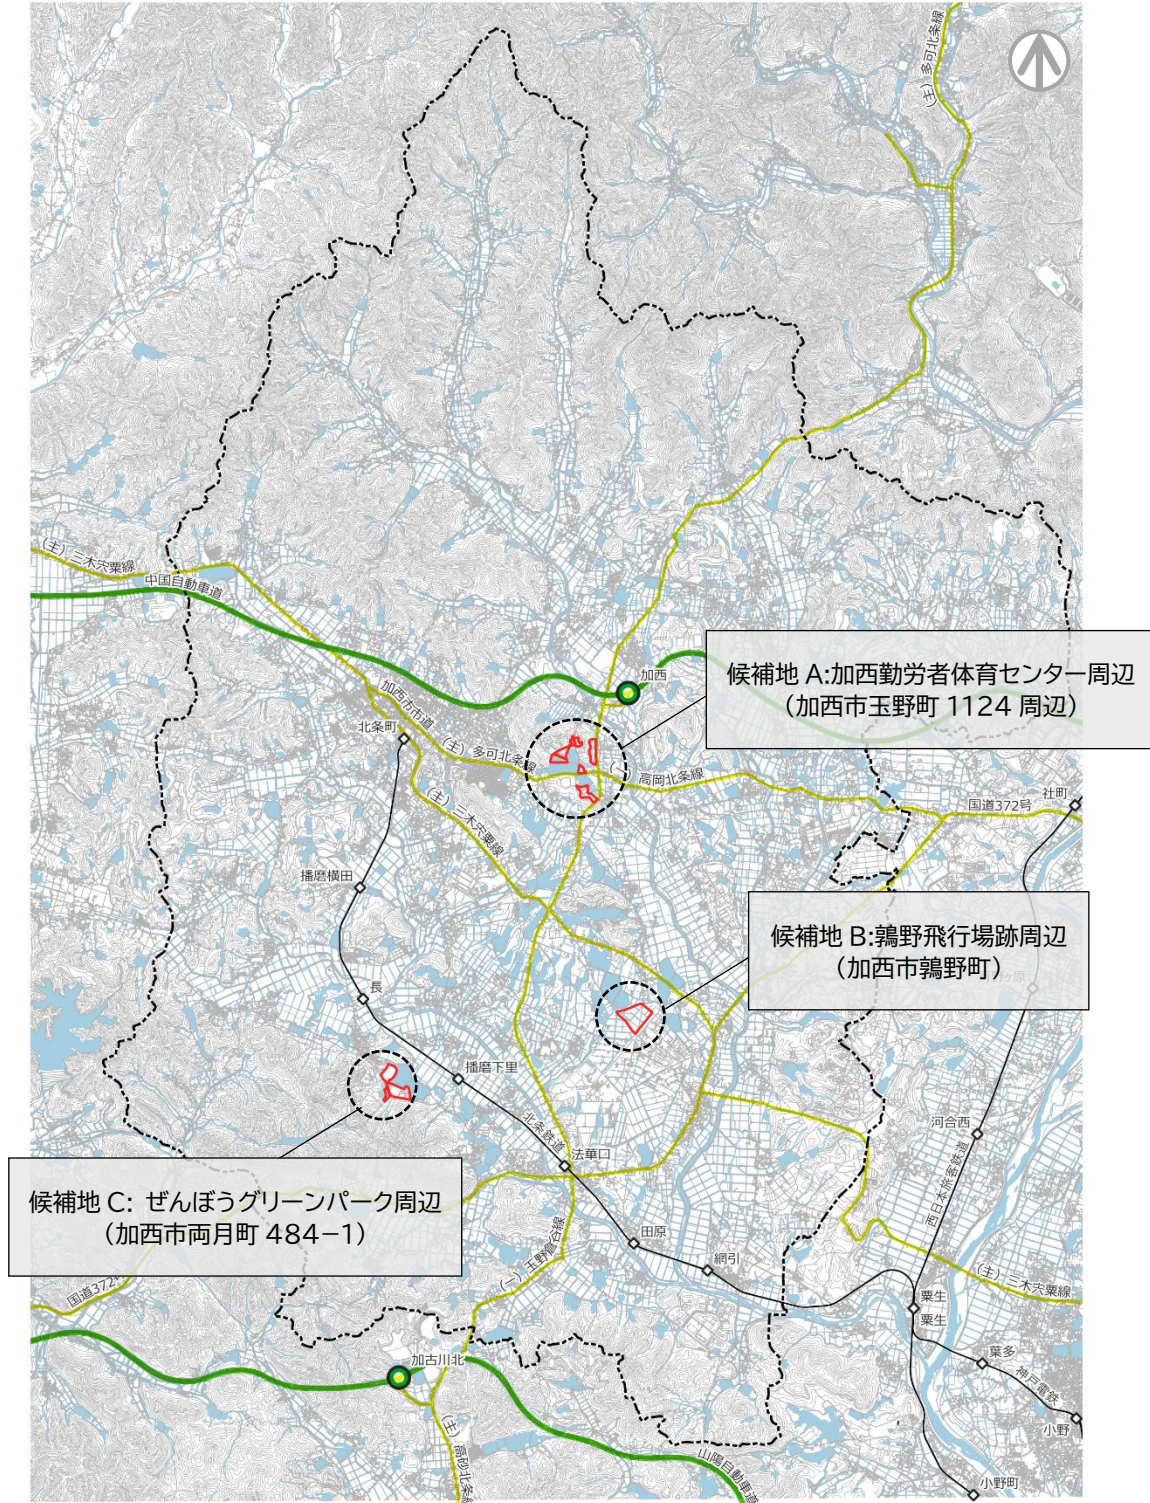 (主)多可北条線
(主)三木宍粟線
中国自動車道
加西
候補地 A:加西勤労者体育センター周辺
(加西市玉野町 1124 周辺)
加西市市道
北条町
(主)多可北条線
高岡北条線
国道372号
社町
(主)三木宍粟線
播磨横田
候補地 B:鶉野飛行場跡周辺
(加西市鶉野町)
長
播磨下里
北条鉄道
法華口
河合西
西日本旅客鉄道
候補地 C: ぜんぼうグリーンパーク周辺
(加西市両月町 484−1)
田原
網引
(一)玉野倉谷線
国道372号
(主)三木宍粟線
粟生
粟生
葉多
神戸電鉄
加古川北
小野
(主)高砂北条線
山陽自動車道
小野町